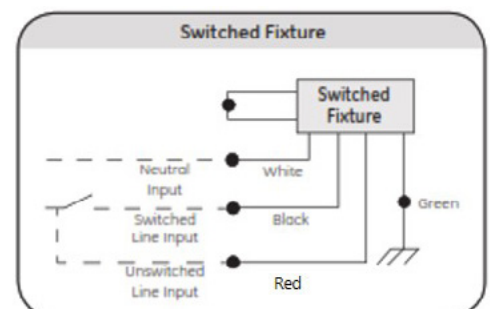 Switched Fixture
Switched
Fixture
Neutral
Input
White
Switched
Line Input
Black
Green
Unswitched
Line Input
Red